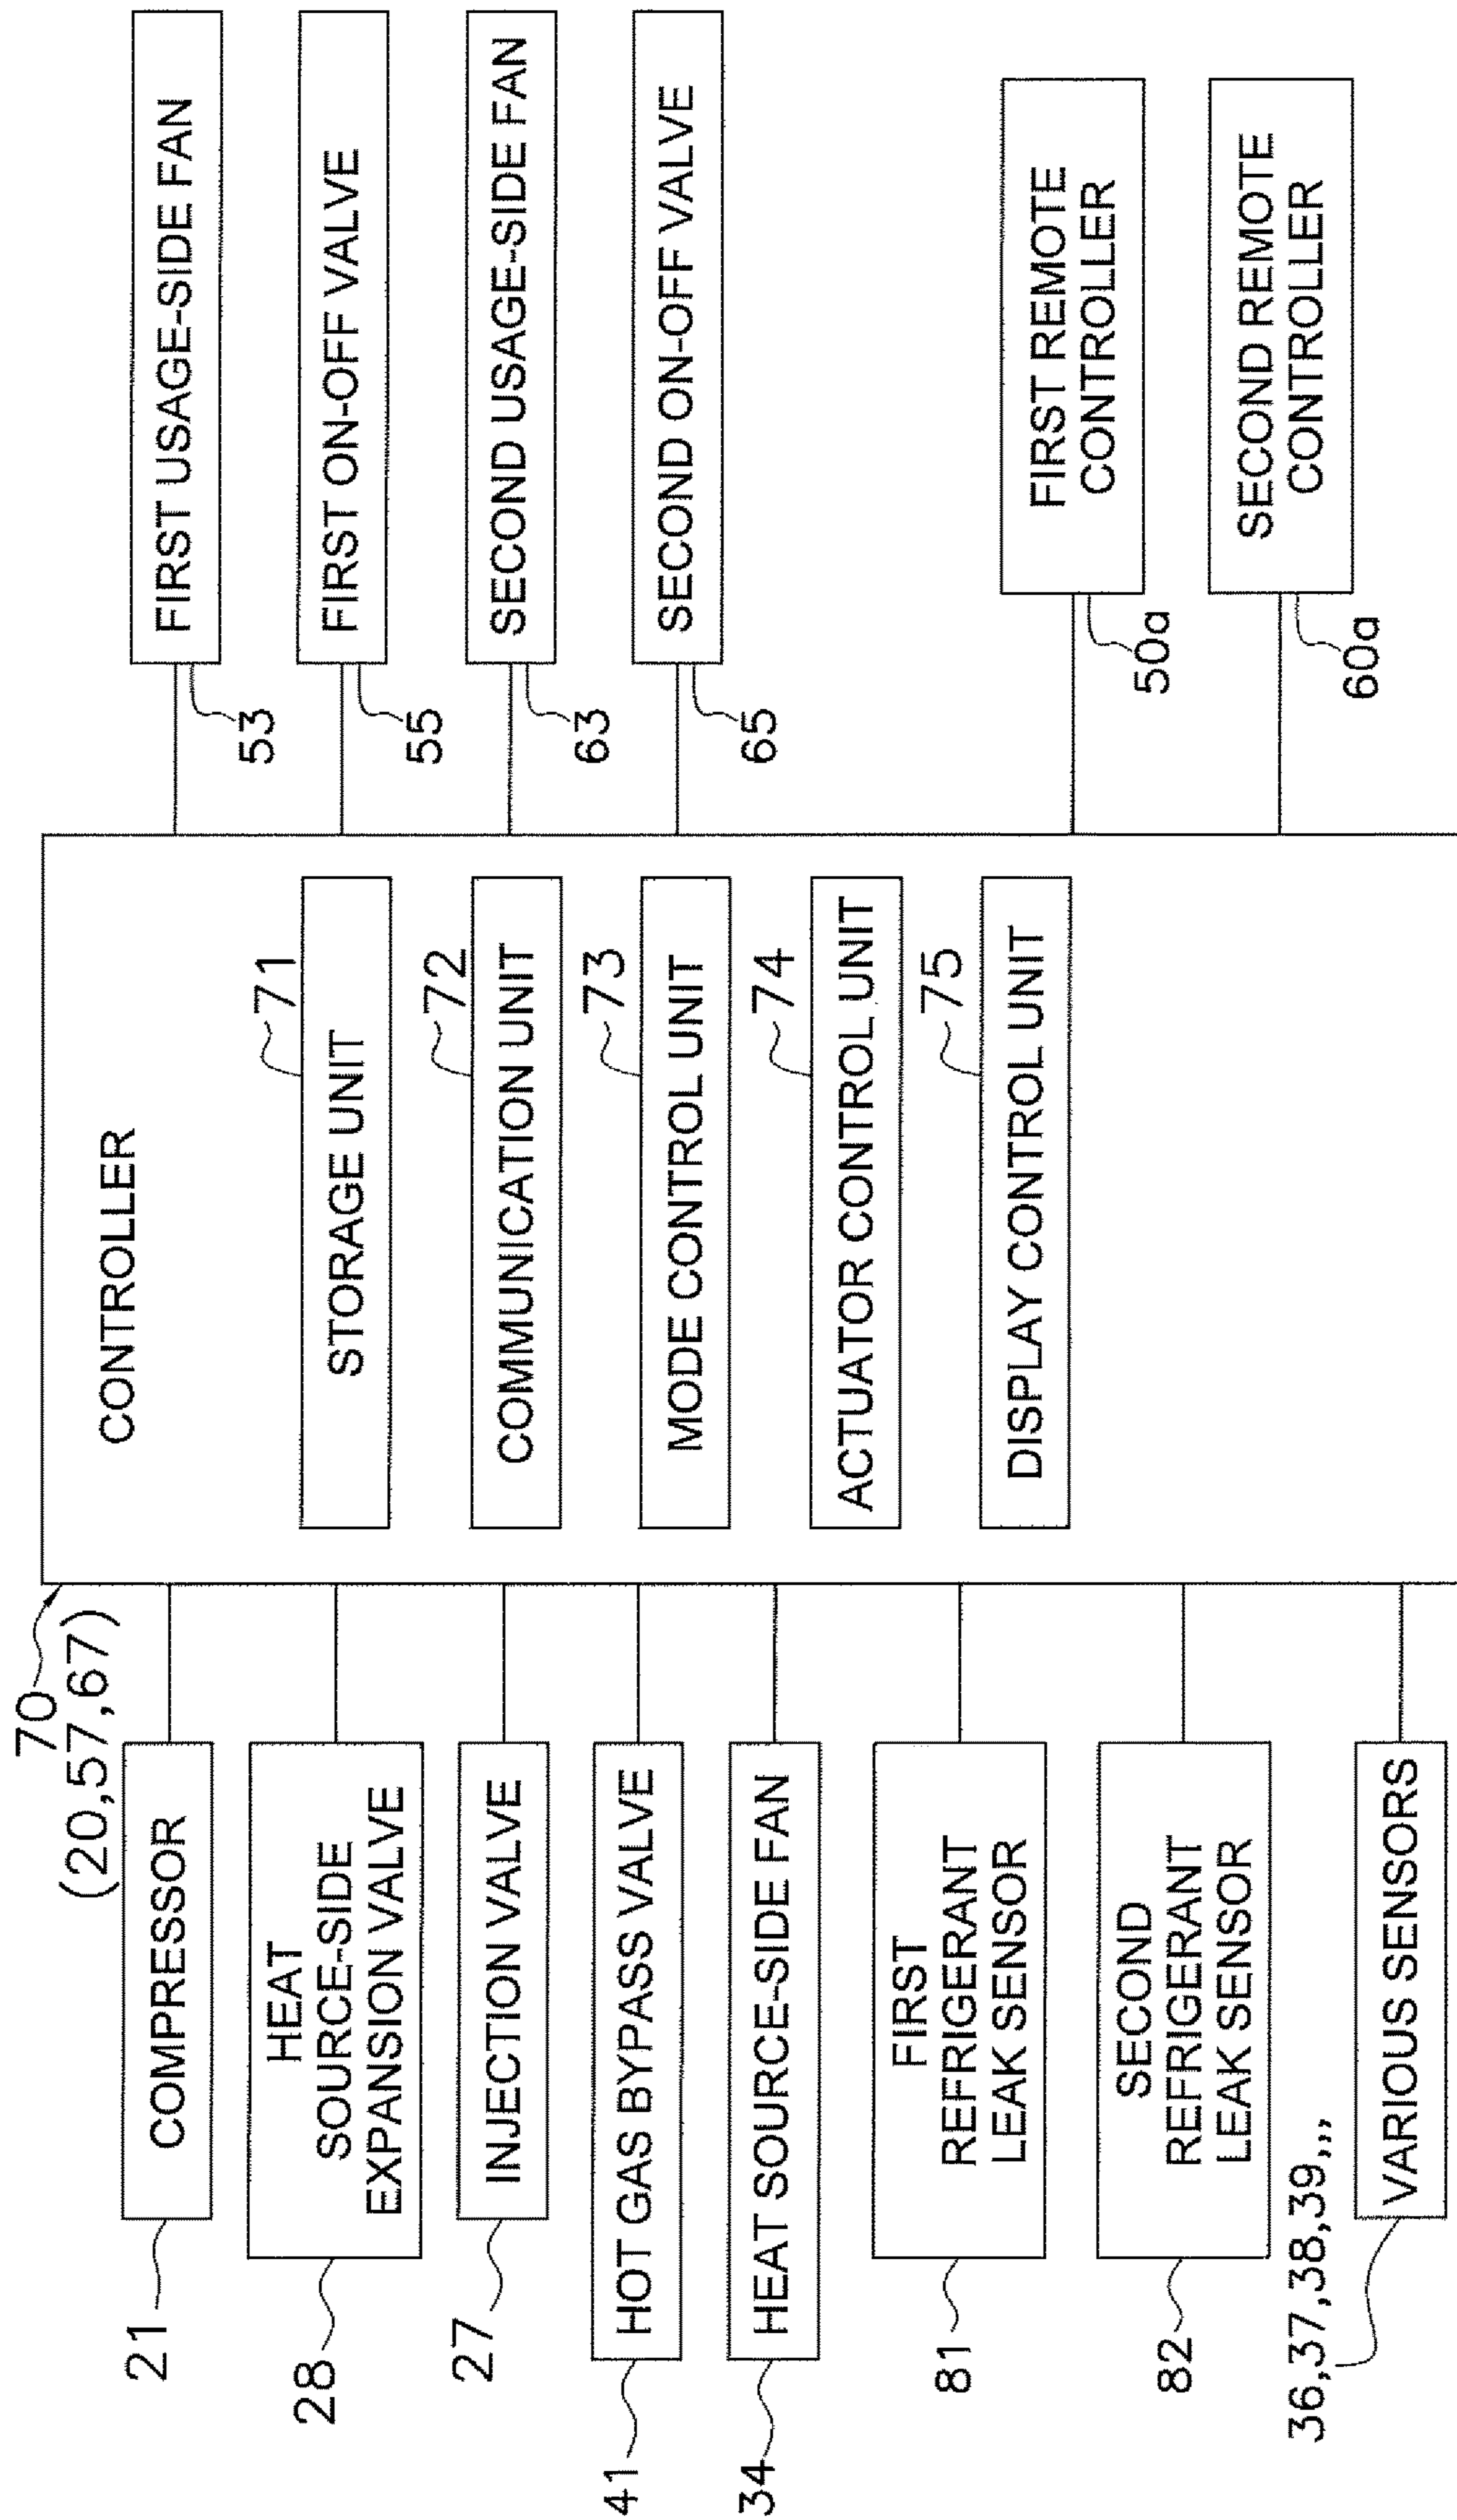 70
(20,57,67)
CONTROLLER
21
COMPRESSOR
28
HEAT
SOURCE-SIDE
EXPANSION VALVE
27
INJECTION VALVE
41
HOT GAS BYPASS VALVE
34
HEAT SOURCE-SIDE FAN
81
FIRST
REFRIGERANT
LEAK SENSOR
82
SECOND
REFRIGERANT
LEAK SENSOR
36,37,38,39,,,
VARIOUS SENSORS
71
STORAGE UNIT
72
COMMUNICATION UNIT
73
MODE CONTROL UNIT
74
ACTUATOR CONTROL UNIT
75
DISPLAY CONTROL UNIT
FIRST USAGE-SIDE FAN
53
FIRST ON-OFF VALVE
55
SECOND USAGE-SIDE FAN
63
SECOND ON-OFF VALVE
65
FIRST REMOTE
CONTROLLER
50a
SECOND REMOTE
CONTROLLER
60a